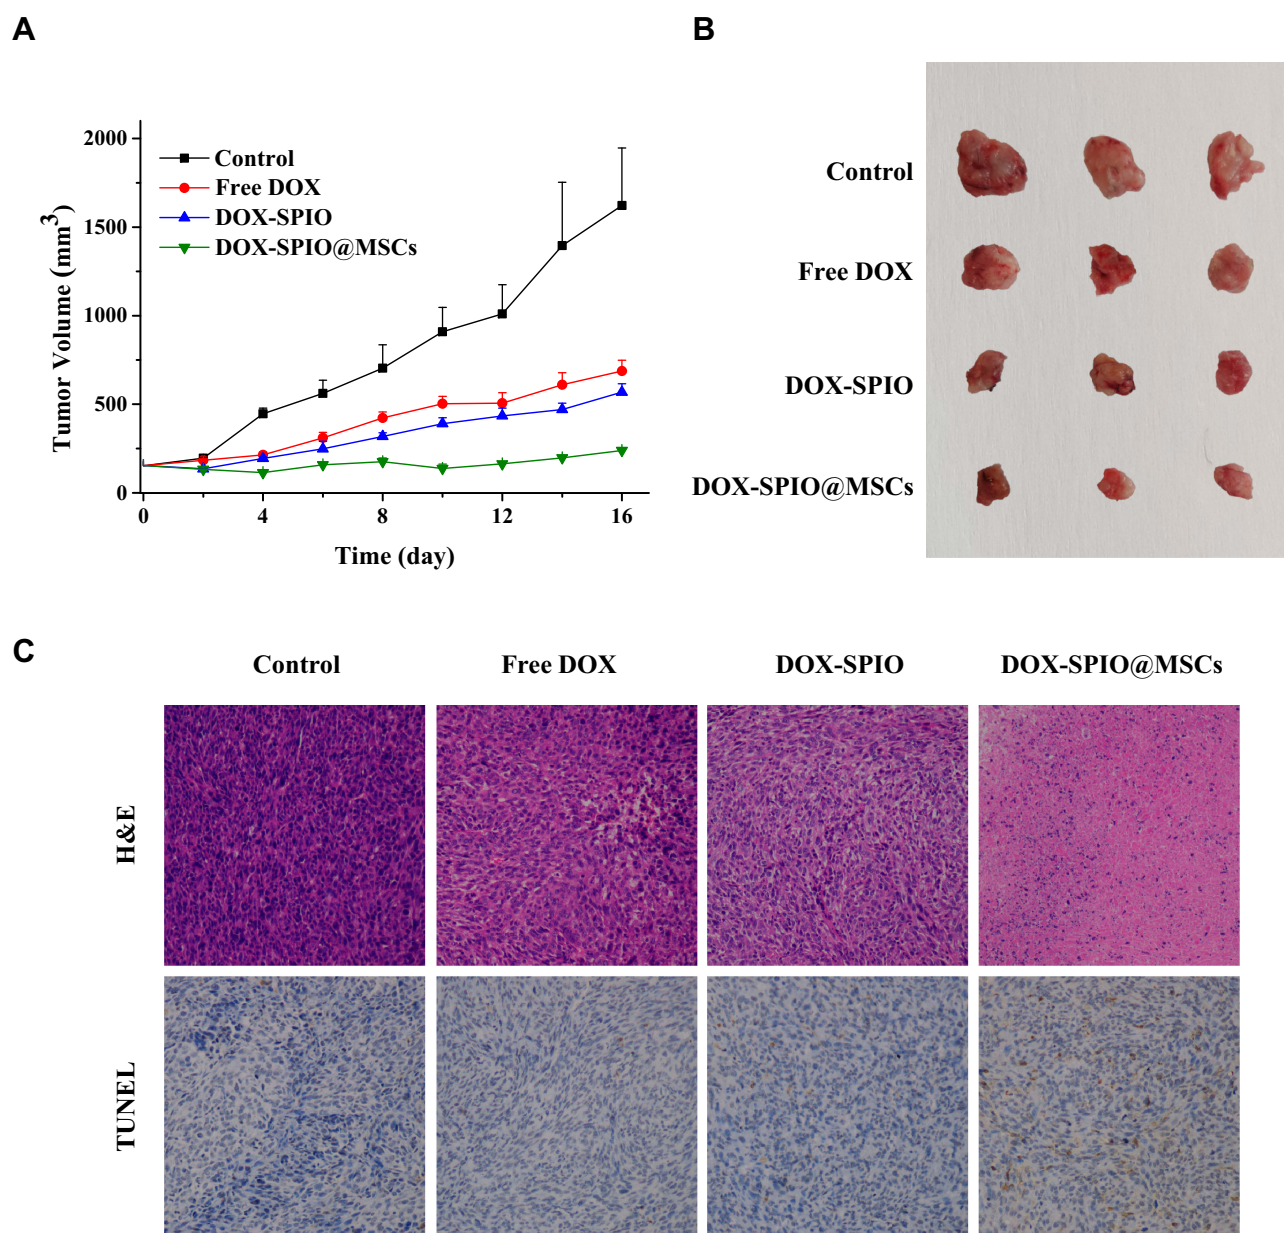 A
2000
1500
1000
500
0
0 4 8 12 16
Tumor Volume (mm³)
Time (day)
Control
Free DOX
DOX-SPIO
DOX-SPIO@MSCs
B
Control
Free DOX
DOX-SPIO
DOX-SPIO@MSCs
C
Control Free DOX DOX-SPIO DOX-SPIO@MSCs
H&E
TUNEL